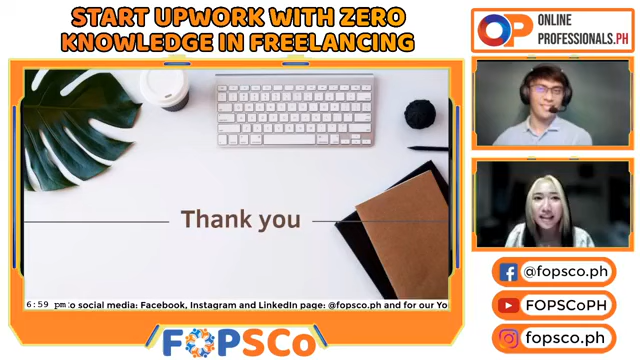 START UPWORK WITH ZERO
KNOWLEDGE IN FREELANCING
OP ONLINE
PROFESSIONALS.PH
Thank you
6:59 pm
:o social media: Facebook, Instagram and LinkedIn page: @fopsco.ph and for our Yo
@fopsco.ph
FOPSCoPH
fopsco.ph
FOPSCo